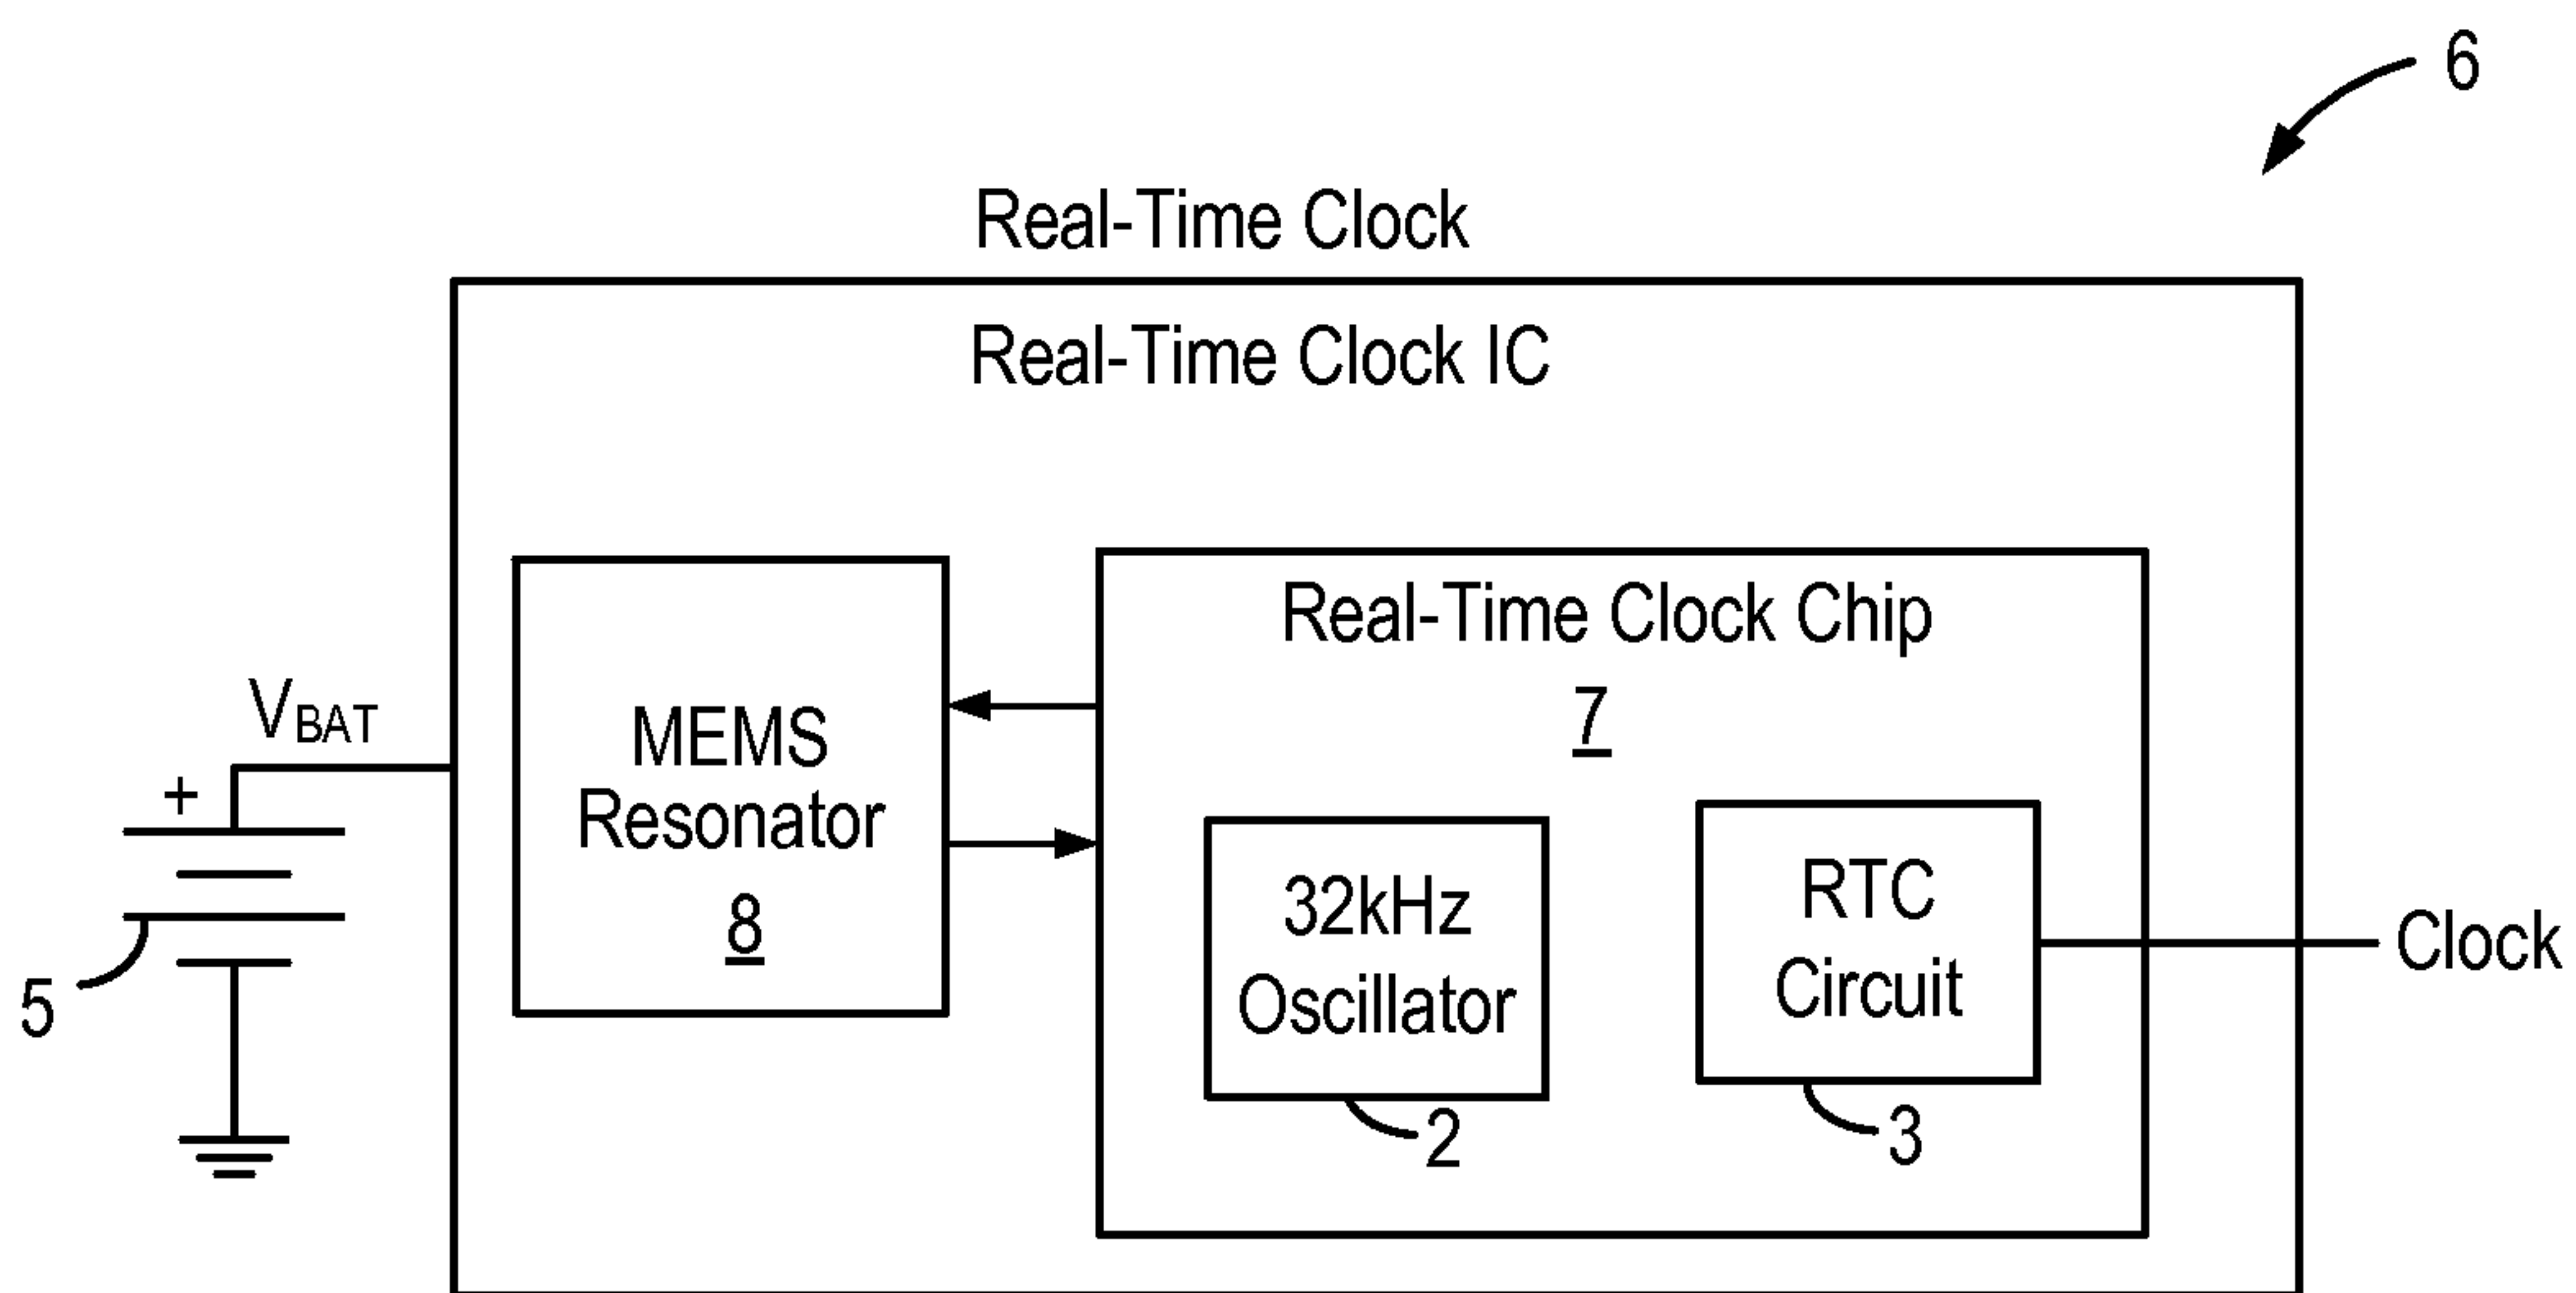 6
Real-Time Clock
Real-Time Clock IC
Real-Time Clock Chip
7
VBAT
+
MEMS
Resonator
8
32kHz
Oscillator
2
RTC
Circuit
3
Clock
5